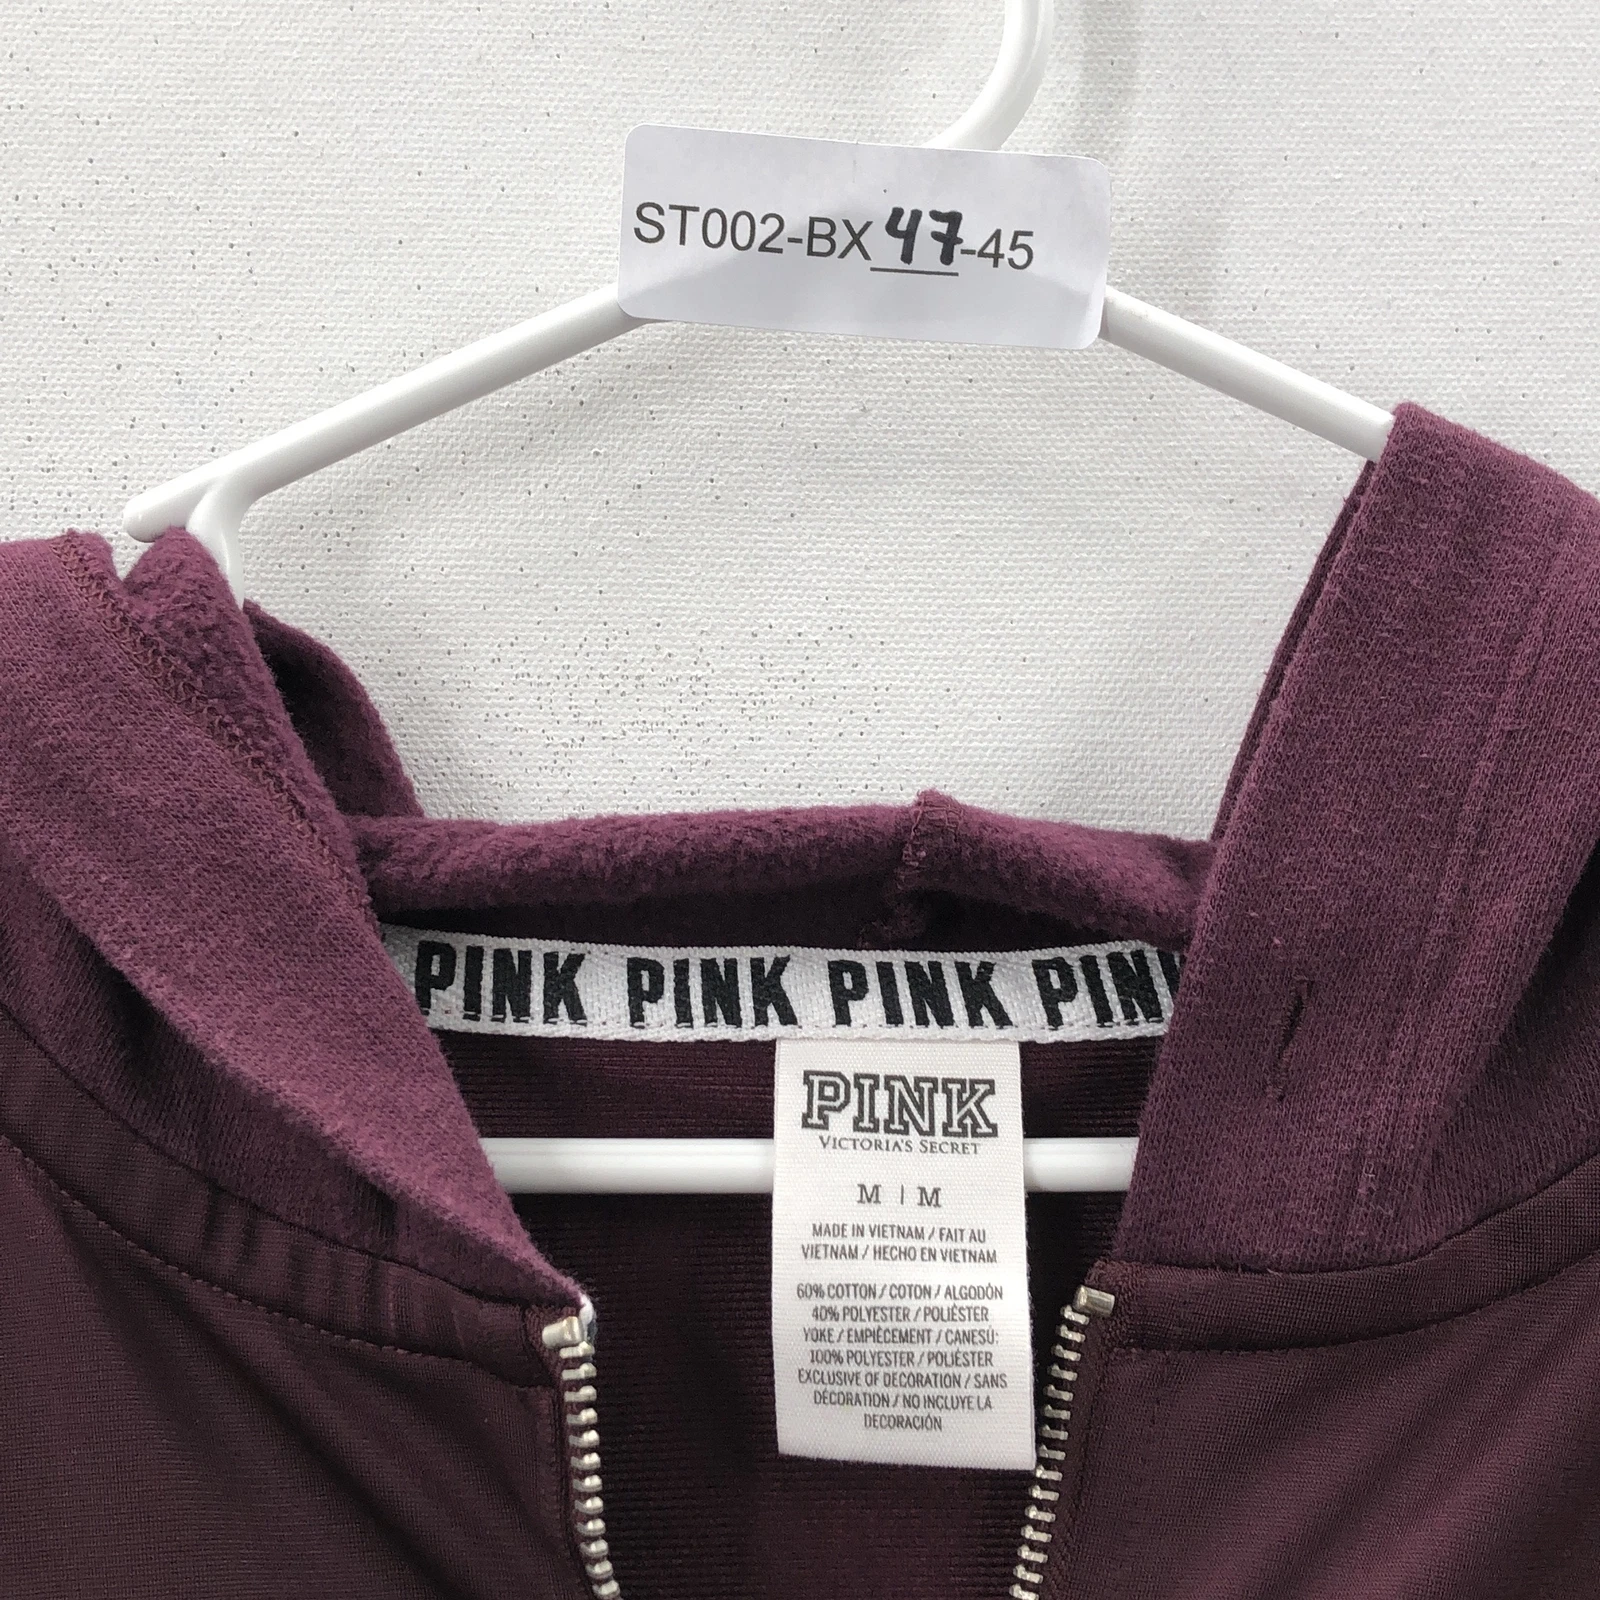 ST002-BX47-45
PINK PINK PINK PINK
PINK
VICTORIA'S SECRET
M | M
MADE IN VIETNAM / FAIT AU
VIETNAM / HECHO EN VIETNAM
60% COTTON / COTON / ALGODÓN
40% POLYESTER / POLIÉSTER
YOKE / EMPIÈCEMENT / CANESÚ:
100% POLYESTER / POLIÉSTER
EXCLUSIVE OF DECORATION / SANS
DÉCORATION / NO INCLUYE LA
DECORACIÓN